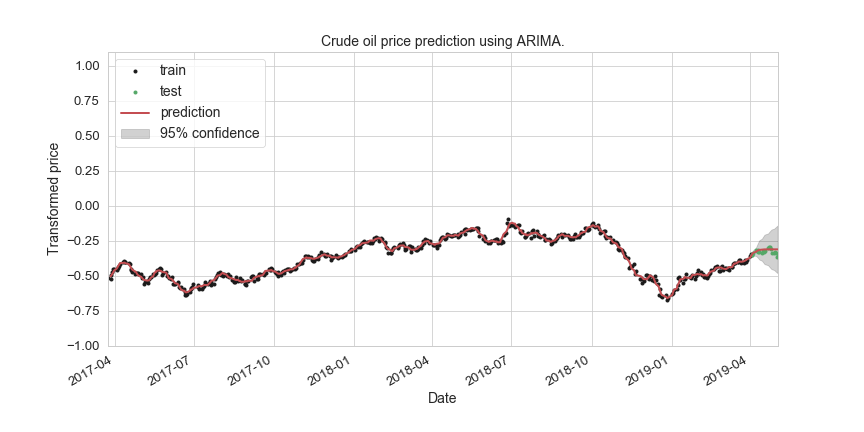 Crude oil price prediction using ARIMA.
1.00
0.75
0.50
0.25
0.00
−0.25
−0.50
−0.75
−1.00
Transformed price
train
test
prediction
95% confidence
2017-04
2017-07
2017-10
2018-01
2018-04
2018-07
2018-10
2019-01
2019-04
Date